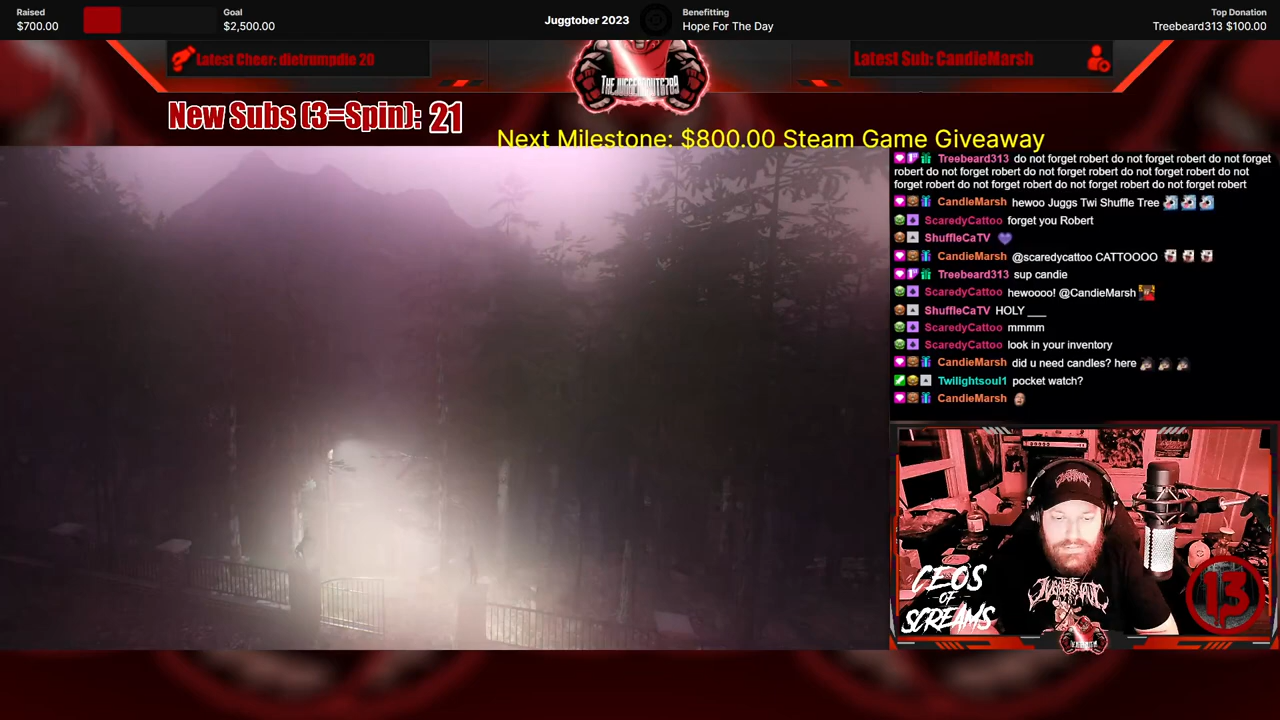 Raised
$700.00
Goal
$2,500.00
Juggtober 2023
Benefitting
Hope For The Day
Top Donation
Treebeard313 $100.00
Latest Cheer: dietrumpdio 20
THEJUGGERNAUT6789
Latest Sub: CandieMarsh
New Subs (3=Spin): 21
Next Milestone: $800.00 Steam Game Giveaway
Treebeard313 do not forget robert do not forget robert do not forget
robert do not forget robert do not forget robert do not forget robert do not
forget robert do not forget robert do not forget robert do not forget robert
CandieMarsh hewoo Juggs Twi Shuffle Tree
ScaredyCattoo forget you Robert
ShuffleCaTV
CandieMarsh @scaredycattoo CATTOOOO
Treebeard313 sup candie
ScaredyCattoo hewoooo! @CandieMarsh
ShuffleCaTV HOLY ___
ScaredyCattoo mmmm
ScaredyCattoo look in your inventory
CandieMarsh did u need candles? here
Twilightsoul1 pocket watch?
CandieMarsh
CEOS
OF
SCREAMS
13